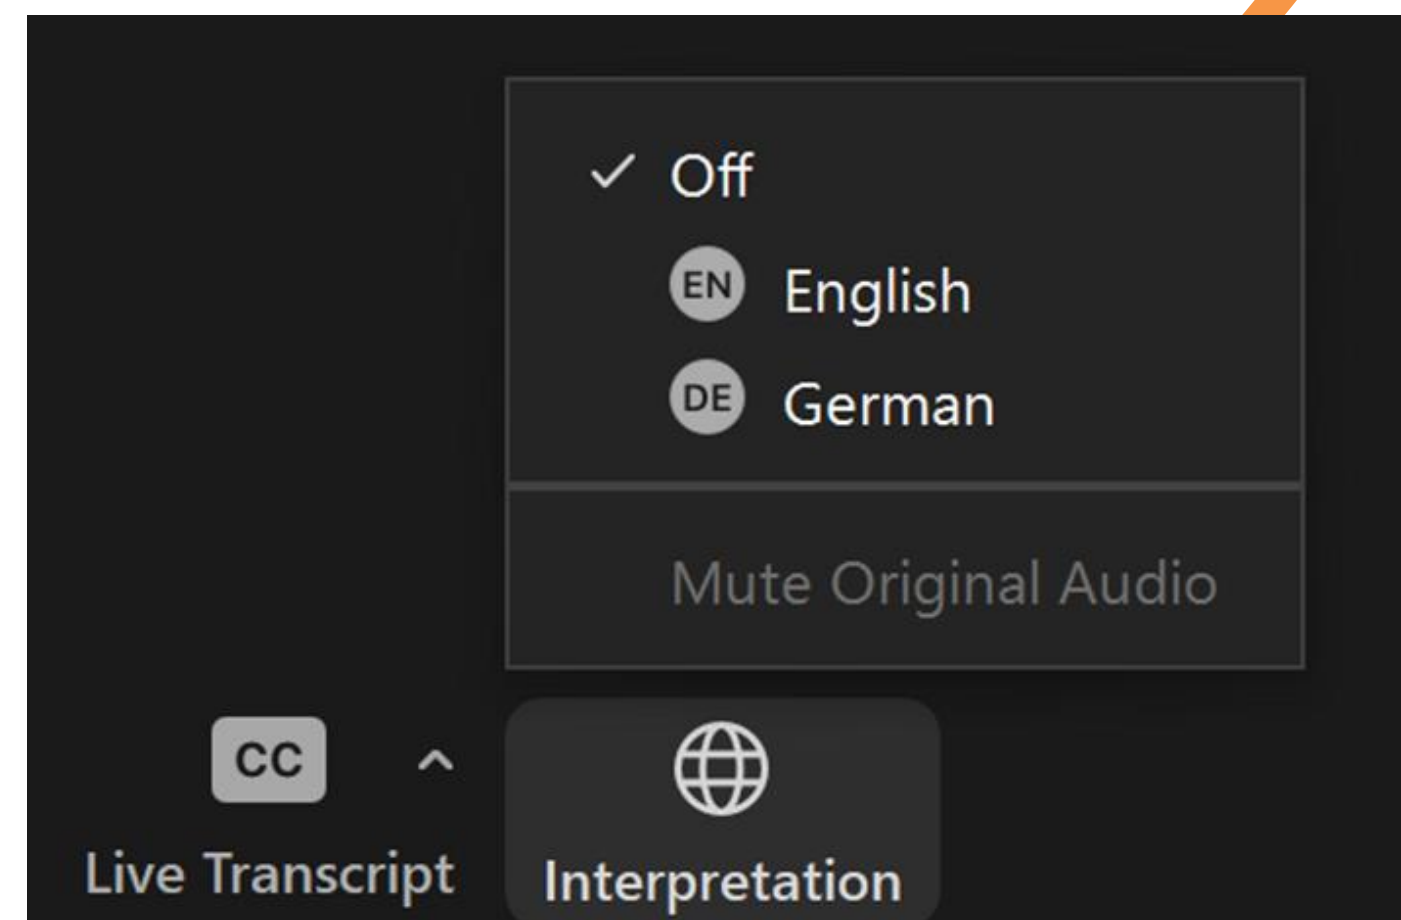 Off
EN English
DE German
Mute Original Audio
CC
Live Transcript
Interpretation